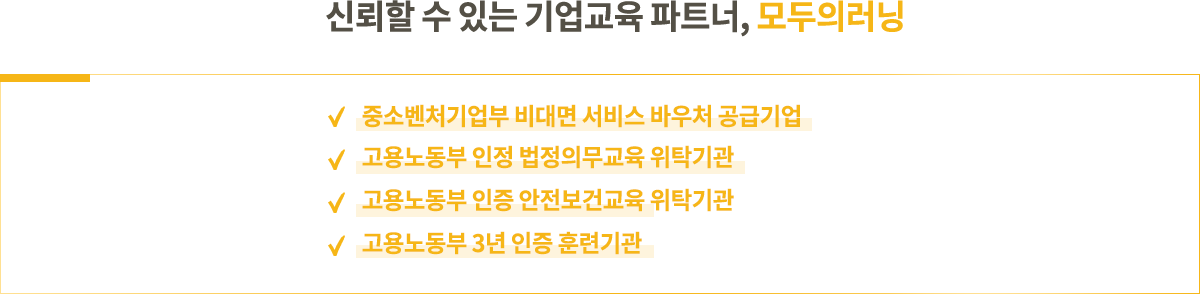 신뢰할 수 있는 기업교육 파트너, 모두의러닝
✓ 중소벤처기업부 비대면 서비스 바우처 공급기업
✓ 고용노동부 인정 법정의무교육 위탁기관
✓ 고용노동부 인증 안전보건교육 위탁기관
✓ 고용노동부 3년 인증 훈련기관